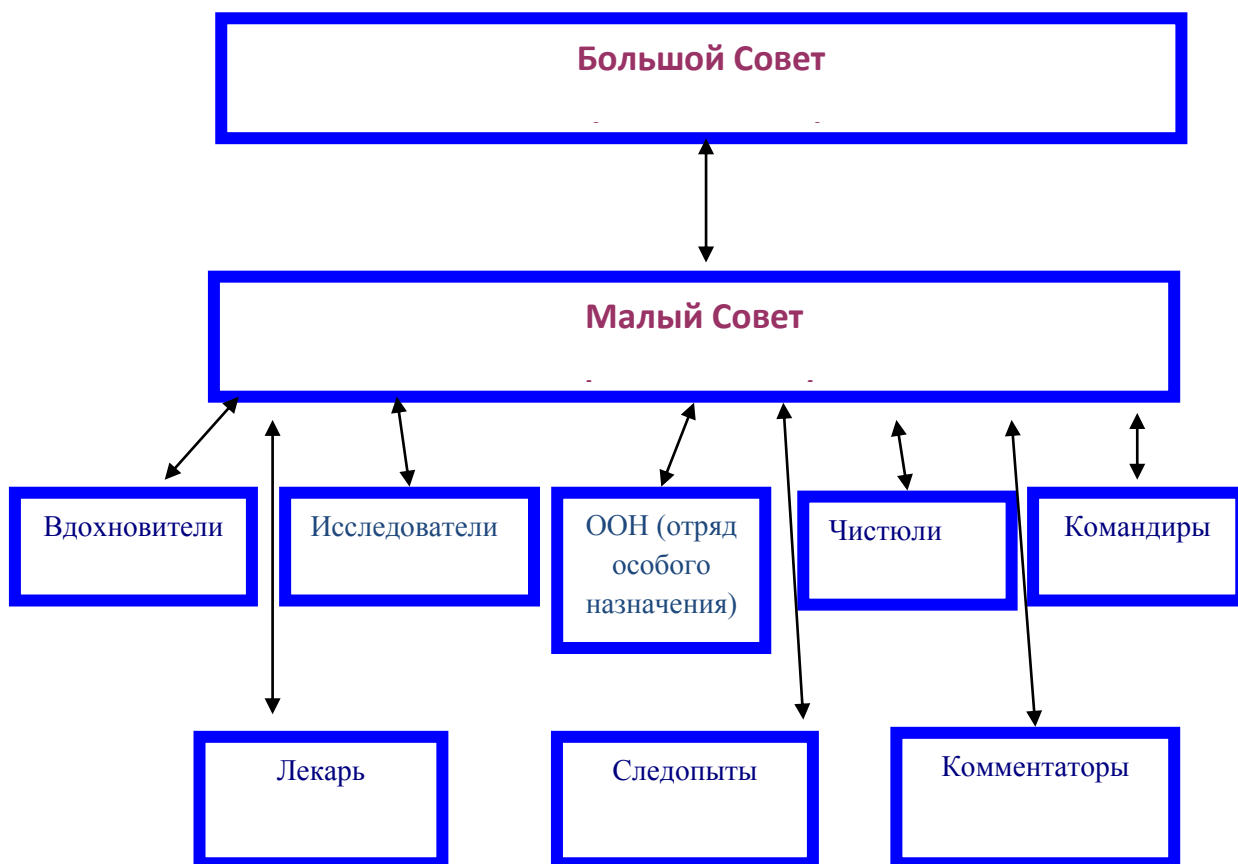 Большой Совет
Малый Совет
Вдохновители
Исследователи
ООН (отряд
особого
назначения)
Чистюли
Командиры
Лекарь
Следопыты
Комментаторы